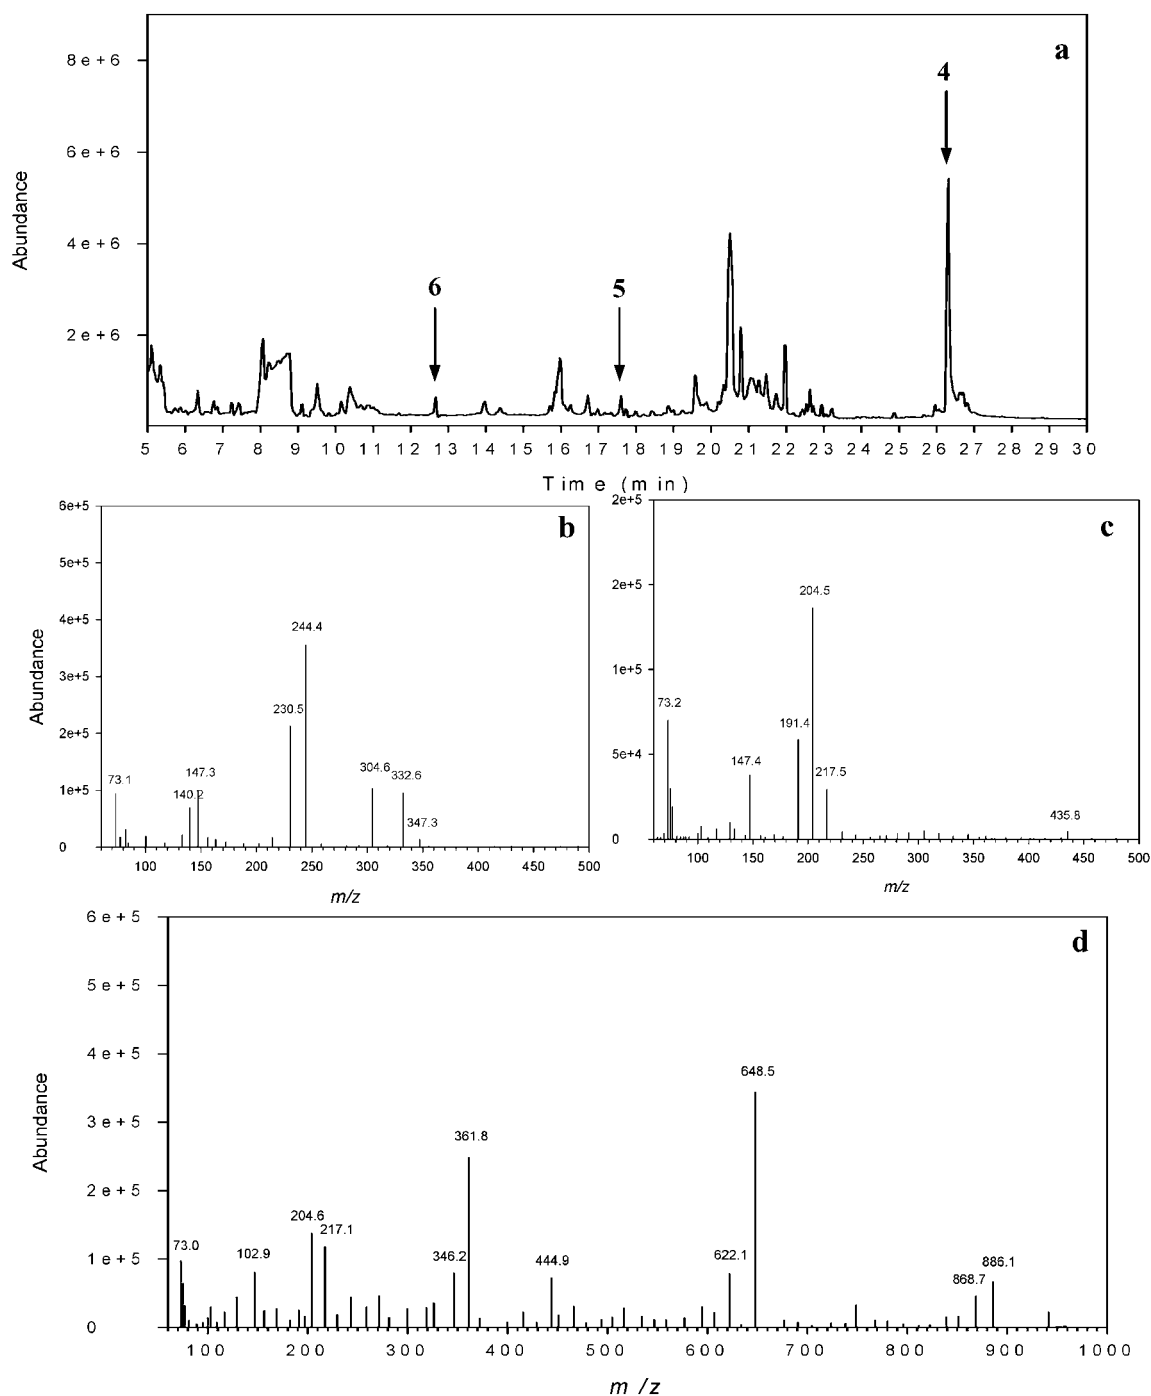 a
8 e + 6
6 e + 6
4 e + 6
2 e + 6
Abundance
4
6
5
5 6 7 8 9 10 11 12 13 14 15 16 17 18 19 20 21 22 23 24 25 26 27 28 29 30
Time (min)
b
6e+5
5e+5
4e+5
3e+5
2e+5
1e+5
0
Abundance
244.4
230.5
304.6
332.6
147.3
73.1
140.2
347.3
100 150 200 250 300 350 400 450 500
m/z
c
2e+5
2e+5
1e+5
5e+4
0
204.5
73.2
191.4
147.4
217.5
435.8
100 150 200 250 300 350 400 450 500
m/z
d
6 e + 5
5 e + 5
4 e + 5
3 e + 5
2 e + 5
1 e + 5
0
Abundance
648.5
361.8
204.6
217.1
73.0
102.9
346.2
444.9
622.1
886.1
868.7
100 200 300 400 500 600 700 800 900 1000
m /z